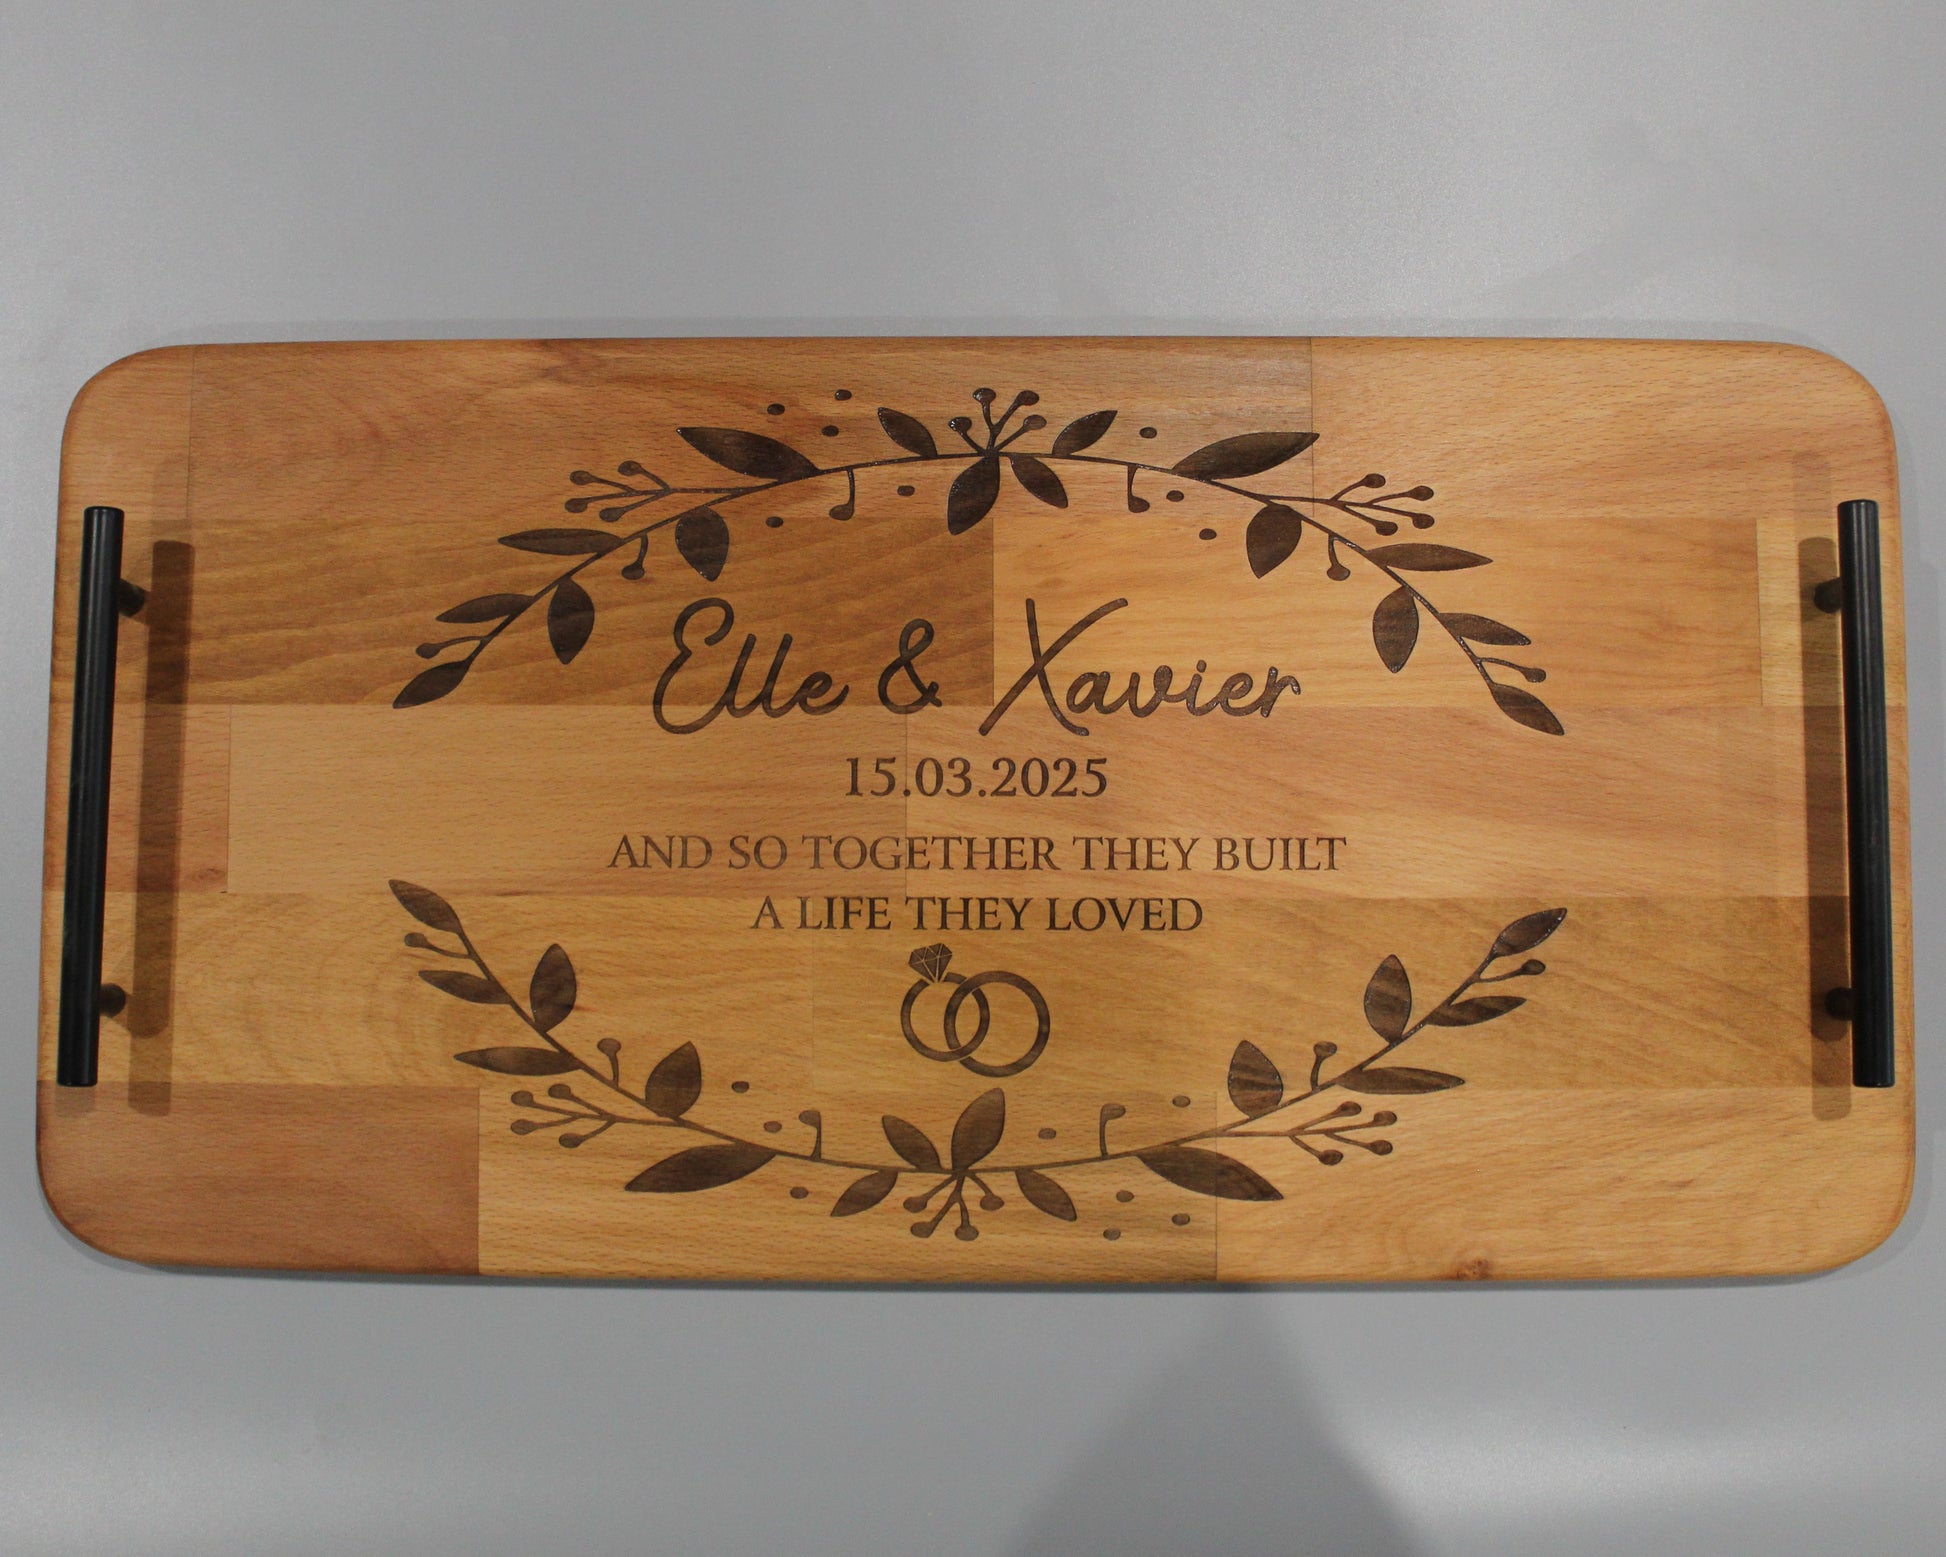 Elle & Xavier
15.03.2025
AND SO TOGETHER THEY BUILT
A LIFE THEY LOVED